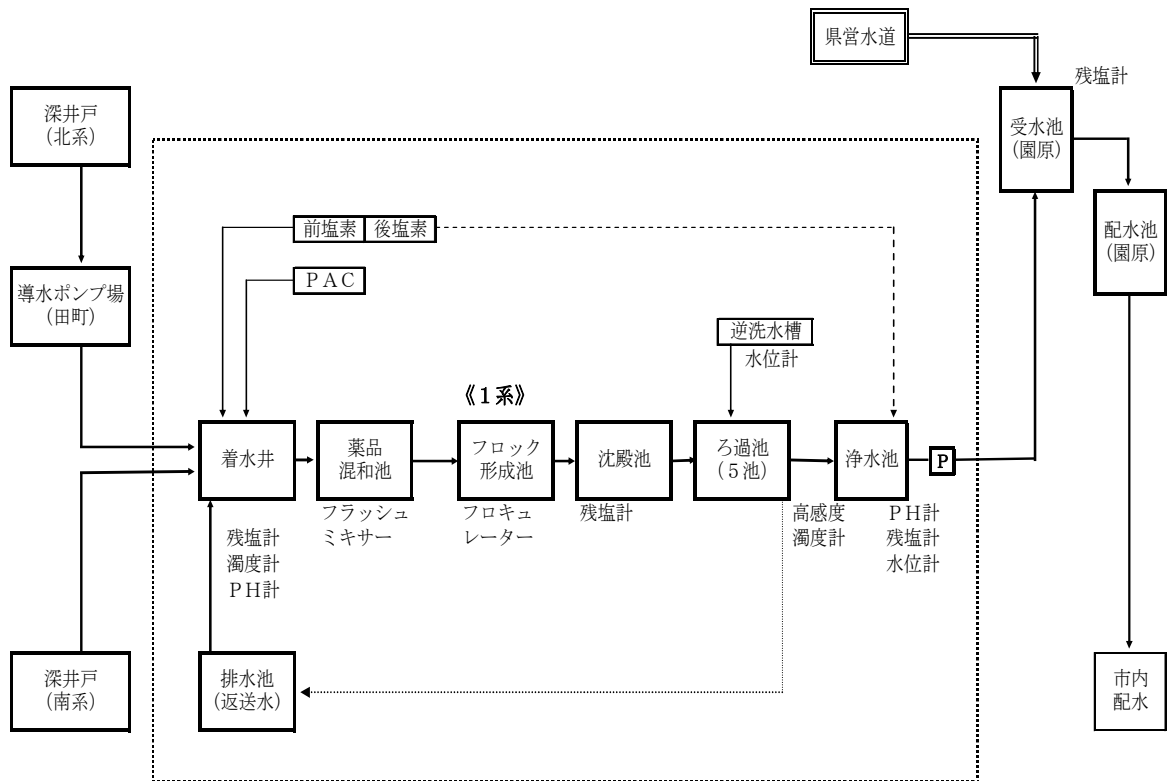 県営水道
残塩計
深井戸
(北系)
受水池
(園原)
前塩素
後塩素
配水池
(園原)
ＰＡＣ
導水ポンプ場
(田町)
逆洗水槽
水位計
《１系》
着水井
薬品
混和池
フロック
形成池
沈殿池
ろ過池
(５池)
浄水池
P
フラッシュ
ミキサー
フロキュ
レーター
残塩計
高感度
濁度計
ＰＨ計
残塩計
水位計
残塩計
濁度計
ＰＨ計
深井戸
(南系)
排水池
(返送水)
市内
配水